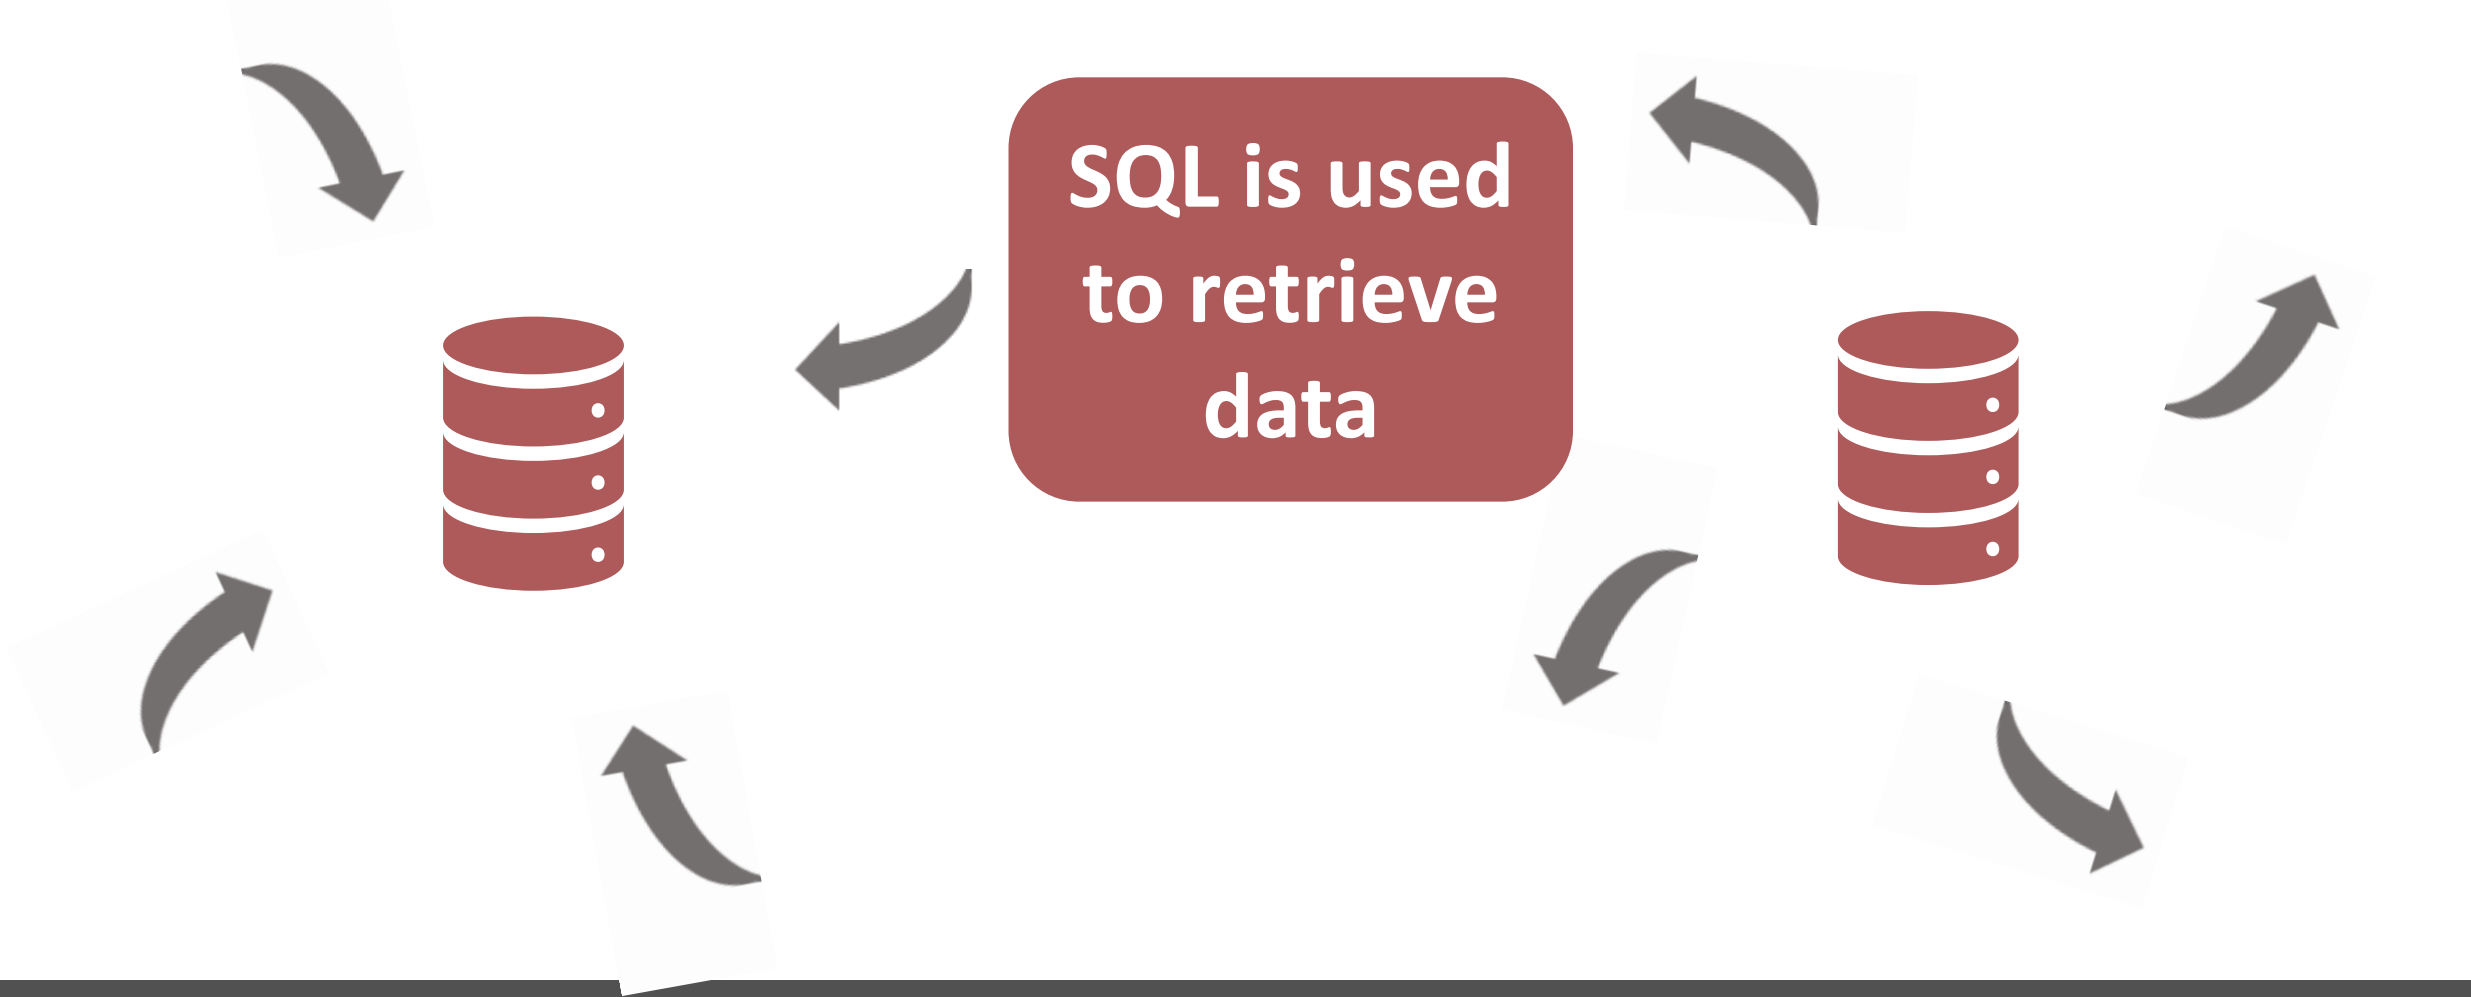 SQL is used
to retrieve
data